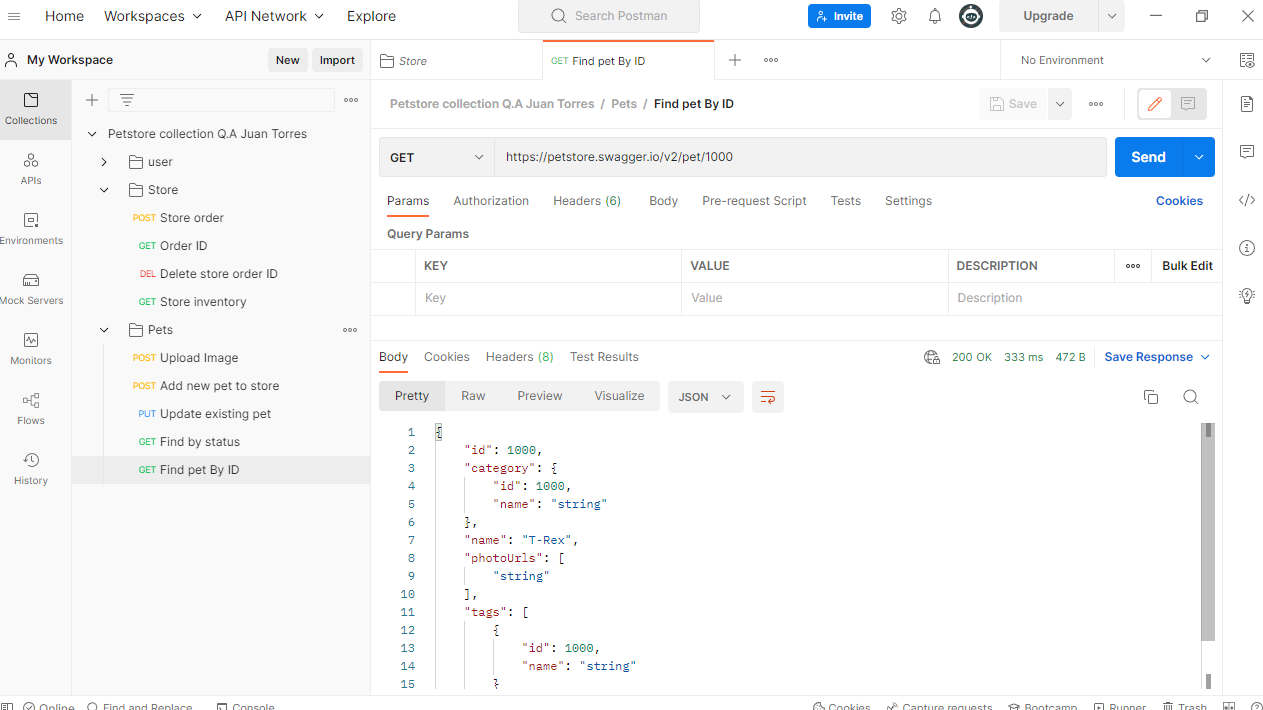 Home Workspaces API Network Explore Search Postman Invite Upgrade
My Workspace New Import
Store GET Find pet By ID No Environment
Collections
APIs
Environments
Mock Servers
Monitors
Flows
History
Petstore collection Q.A Juan Torres
user
Store
POST Store order
GET Order ID
DEL Delete store order ID
GET Store inventory
Pets
POST Upload Image
POST Add new pet to store
PUT Update existing pet
GET Find by status
GET Find pet By ID
Petstore collection Q.A Juan Torres / Pets / Find pet By ID Save
GET https://petstore.swagger.io/v2/pet/1000 Send
Params Authorization Headers (6) Body Pre-request Script Tests Settings Cookies
Query Params
KEY VALUE DESCRIPTION Bulk Edit
Key Value Description
Body Cookies Headers (8) Test Results 200 OK 333 ms 472 B Save Response
Pretty Raw Preview Visualize JSON
1 {
2 "id": 1000,
3 "category": {
4 "id": 1000,
5 "name": "string"
6 },
7 "name": "T-Rex",
8 "photoUrls": [
9 "string"
10 ],
11 "tags": [
12 {
13 "id": 1000,
14 "name": "string"
15 }
Online Find and Replace Console Cookies Capture requests Bootcamp Runner Trash